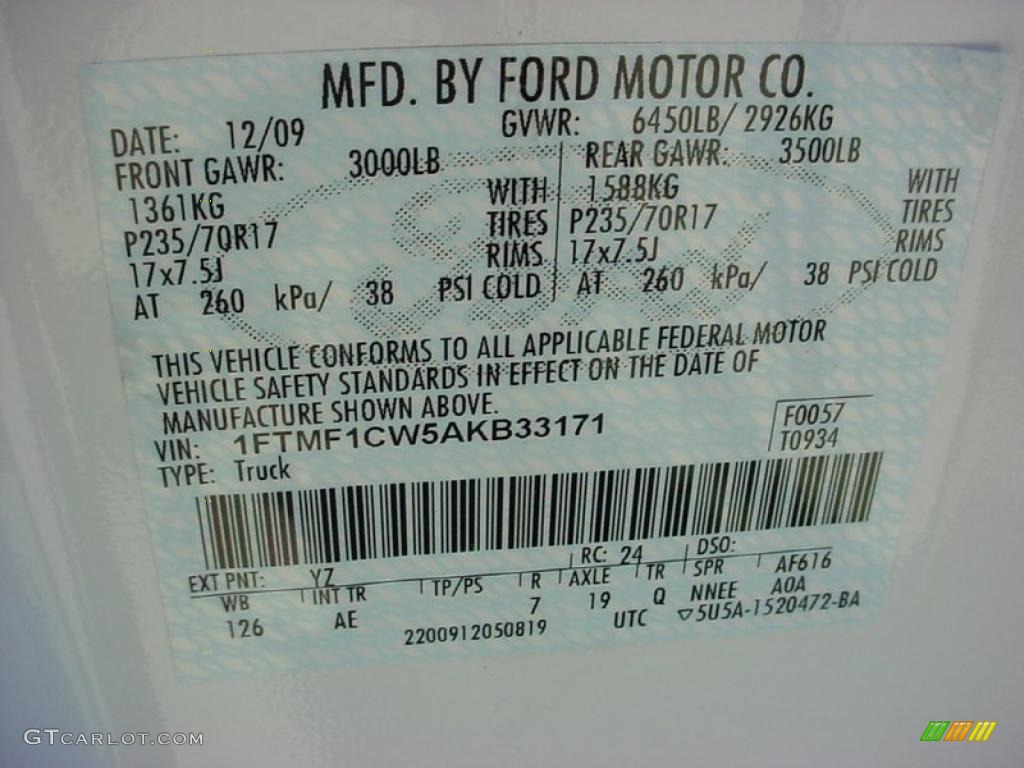 MFD. BY FORD MOTOR CO.
DATE: 12/09 GVWR: 6450LB/ 2926KG
FRONT GAWR: 3000LB REAR GAWR: 3500LB
1361KG WITH 1588KG WITH
P235/70R17 TIRES P235/70R17 TIRES
17x7.5J RIMS 17x7.5J RIMS
AT 260 kPa/ 38 PSI COLD AT 260 kPa/ 38 PSI COLD
THIS VEHICLE CONFORMS TO ALL APPLICABLE FEDERAL MOTOR
VEHICLE SAFETY STANDARDS IN EFFECT ON THE DATE OF
MANUFACTURE SHOWN ABOVE.
VIN: 1FTMF1CW5AKB33171 F0057
TYPE: Truck T0934
EXT PNT: YZ RC: 24 DSO:
WB INT TR TP/PS R AXLE TR SPR AF616
126 AE 7 19 Q NNEE A0A
2200912050819 UTC ▽5U5A-1520472-BA
GTCARLOT.COM